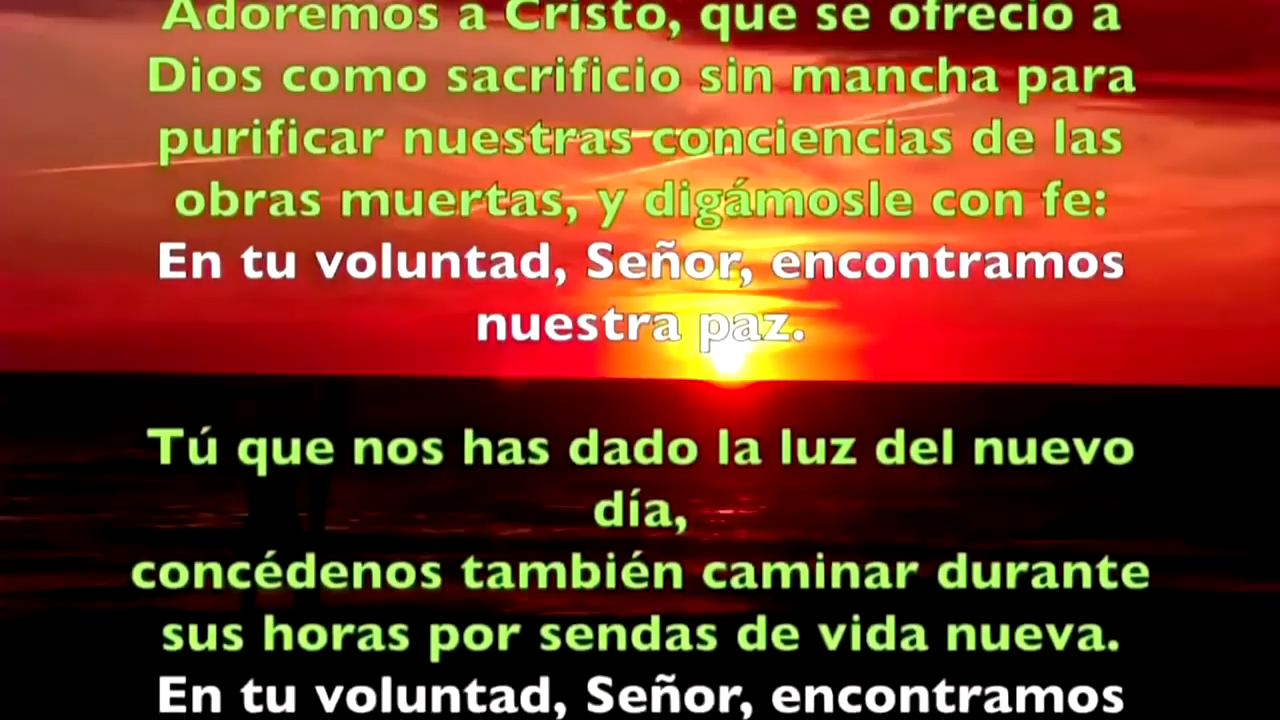 Adoremos a Cristo, que se ofreció a
Dios como sacrificio sin mancha para
purificar nuestras conciencias de las
obras muertas, y digámosle con fe:
En tu voluntad, Señor, encontramos
nuestra paz.
Tú que nos has dado la luz del nuevo
día,
concédenos también caminar durante
sus horas por sendas de vida nueva.
En tu voluntad, Señor, encontramos